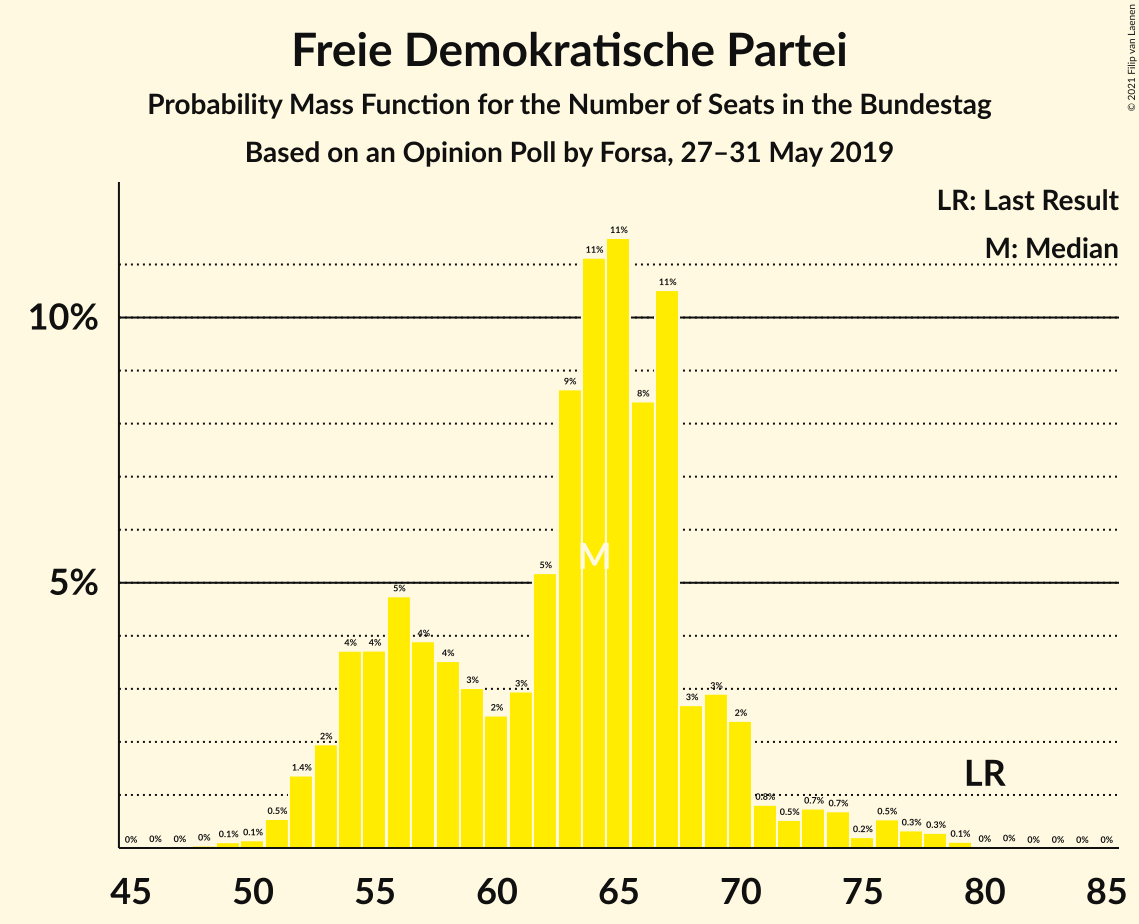 Freie Demokratische Partei
Probability Mass Function for the Number of Seats in the Bundestag
Based on an Opinion Poll by Forsa, 27–31 May 2019
© 2021 Filip van Laenen
LR: Last Result
M: Median
10%
5%
0% 0% 0% 0% 0.1% 0.1% 0.5% 1.4% 2% 4% 4% 5% 4% 4% 3% 2% 3% 5% 9% 11% 11% 8% 11% 3% 3% 2% 0.8% 0.5% 0.7% 0.7% 0.2% 0.5% 0.3% 0.3% 0.1% 0% 0% 0% 0% 0% 0%
M
LR
45 50 55 60 65 70 75 80 85